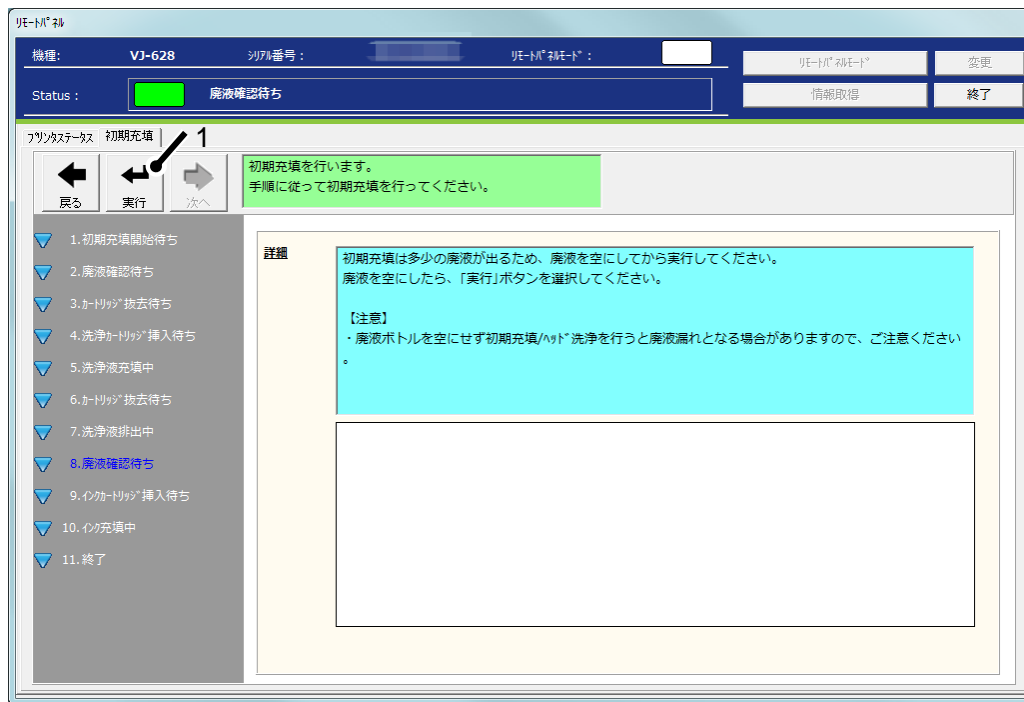 ﾘﾓｰﾄﾊﾟﾈﾙ
機種: VJ-628 ｼﾘｱﾙ番号： ﾘﾓｰﾄﾊﾟﾈﾙﾓｰﾄﾞ： ﾘﾓｰﾄﾊﾟﾈﾙﾓｰﾄﾞ 変更
Status： 廃液確認待ち 情報取得 終了
ﾌﾟﾘﾝﾀｽﾃｰﾀｽ 初期充填 1
戻る 実行 次へ
初期充填を行います。
手順に従って初期充填を行ってください。
1.初期充填開始待ち
2.廃液確認待ち
3.ｶｰﾄﾘｯｼﾞ抜去待ち
4.洗浄ｶｰﾄﾘｯｼﾞ挿入待ち
5.洗浄液充填中
6.ｶｰﾄﾘｯｼﾞ抜去待ち
7.洗浄液排出中
8.廃液確認待ち
9.ｲﾝｸｶｰﾄﾘｯｼﾞ挿入待ち
10.ｲﾝｸ充填中
11.終了
詳細
初期充填は多少の廃液が出るため、廃液を空にしてから実行してください。
廃液を空にしたら、「実行」ボタンを選択してください。
【注意】
・廃液ボトルを空にせず初期充填/ﾍｯﾄﾞ洗浄を行うと廃液漏れとなる場合がありますので、ご注意ください
。